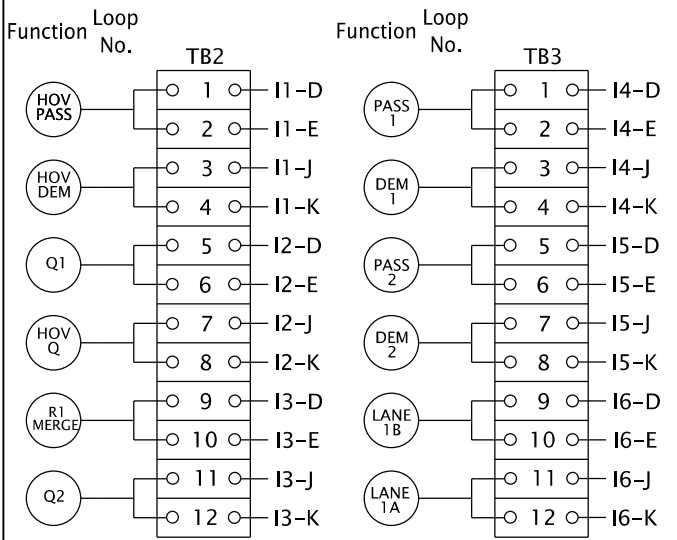 Function Loop No.
TB2
HOV PASS
1 I1-D
2 I1-E
HOV DEM
3 I1-J
4 I1-K
Q1
5 I2-D
6 I2-E
HOV Q
7 I2-J
8 I2-K
R1 MERGE
9 I3-D
10 I3-E
Q2
11 I3-J
12 I3-K
Function Loop No.
TB3
PASS 1
1 I4-D
2 I4-E
DEM 1
3 I4-J
4 I4-K
PASS 2
5 I5-D
6 I5-E
DEM 2
7 I5-J
8 I5-K
LANE 1B
9 I6-D
10 I6-E
LANE 1A
11 I6-J
12 I6-K